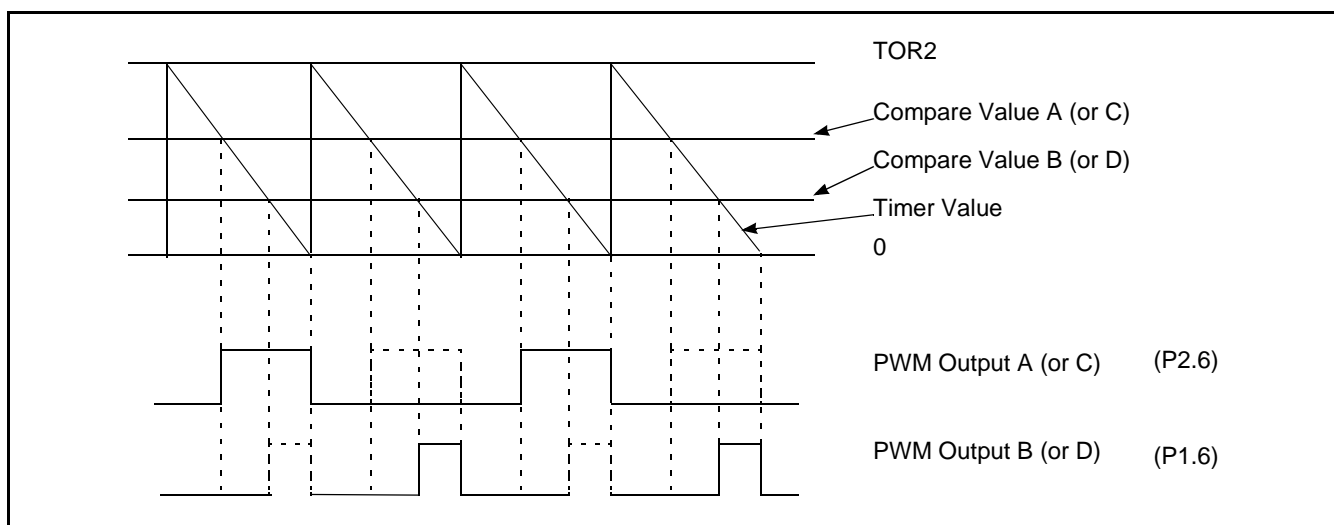 TOR2
Compare Value A (or C)
Compare Value B (or D)
Timer Value
0
PWM Output A (or C) (P2.6)
PWM Output B (or D) (P1.6)